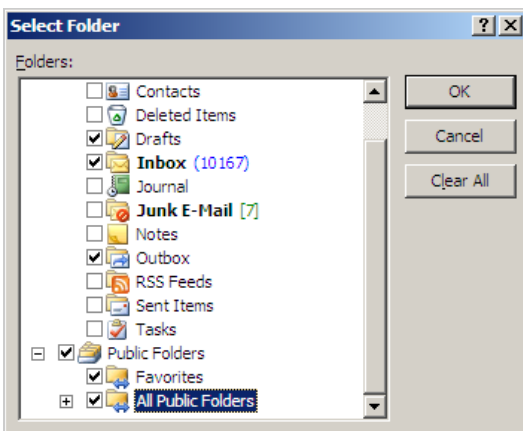 Select Folder
Folders:
Contacts
Deleted Items
Drafts
Inbox (10167)
Journal
Junk E-Mail [7]
Notes
Outbox
RSS Feeds
Sent Items
Tasks
Public Folders
Favorites
All Public Folders
OK
Cancel
Clear All